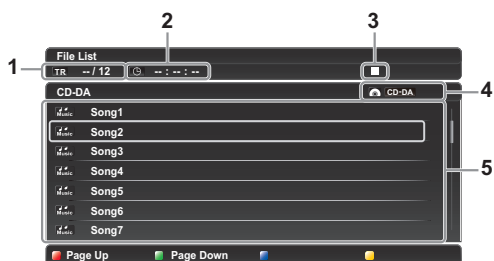 2
3
File List
1
TR -- / 12
-- : -- : --
CD-DA
CD-DA
4
Music Song1
Music Song2
Music Song3
Music Song4
Music Song5
5
Music Song6
Music Song7
Page Up
Page Down